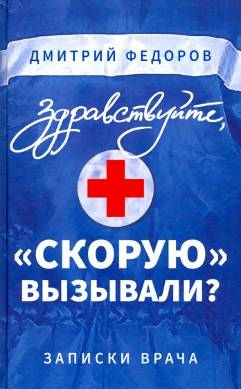 ДМИТРИЙ ФЕДОРОВ
Здравствуйте,
«СКОРУЮ»
ВЫЗЫВАЛИ?
ЗАПИСКИ ВРАЧА